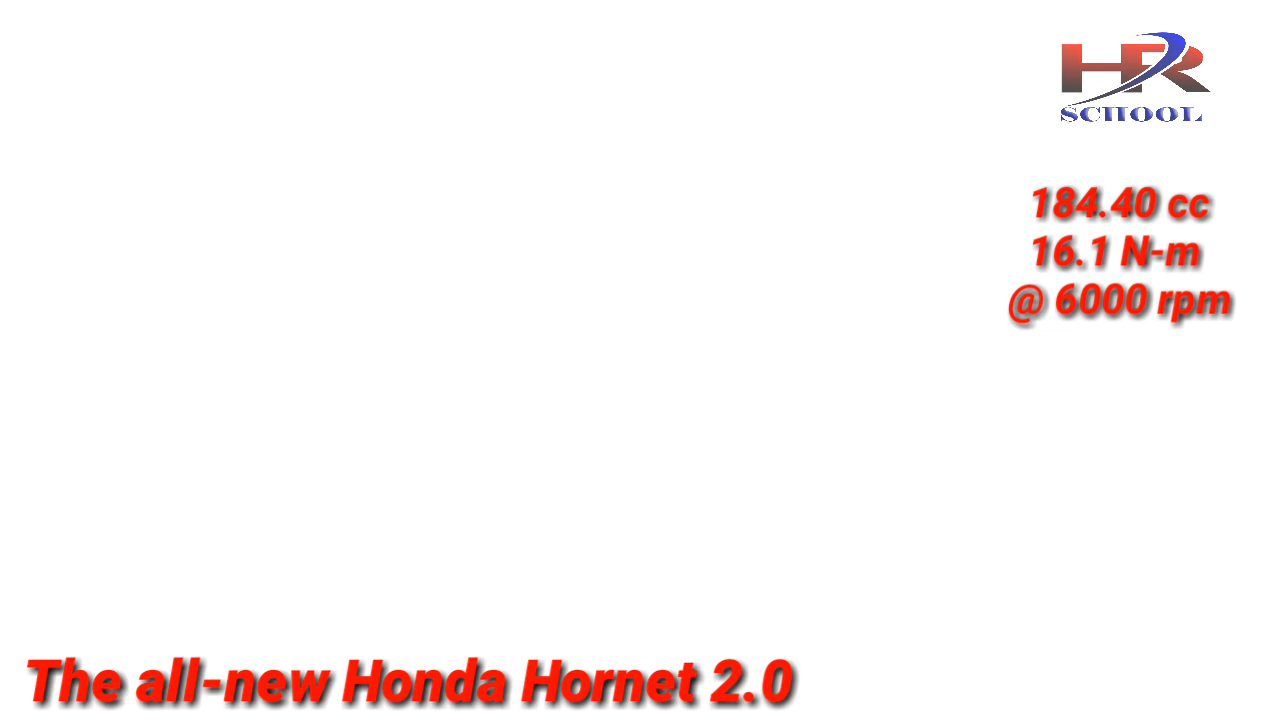 HR
SCHOOL
184.40 cc
16.1 N-m
@ 6000 rpm
The all-new Honda Hornet 2.0